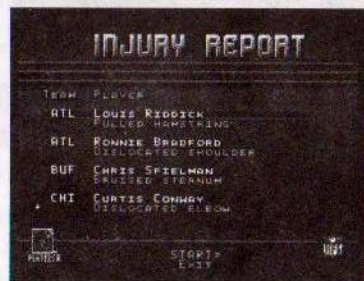 INJURY REPORT
TEAM PLAYER
ATL LOUIS RIDDICK
PULLED HAMSTRING
ATL RONNIE BRADFORD
DISLOCATED SHOULDER
BUF CHRIS SPIELMAN
BRUISED STERNUM
CHI CURTIS CONWAY
DISLOCATED ELBOW
START=
EXIT